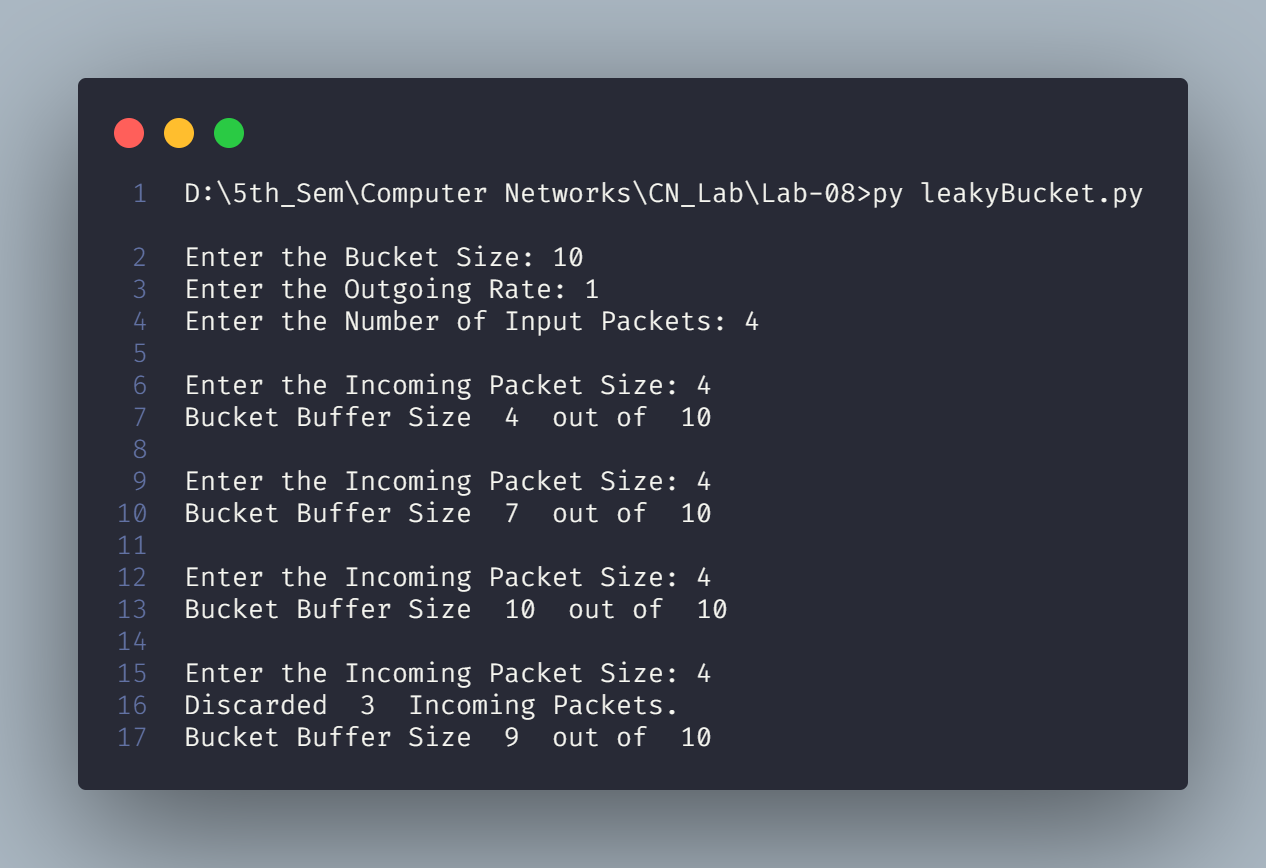 1 D:\5th_Sem\Computer Networks\CN_Lab\Lab-08>py leakyBucket.py
2 Enter the Bucket Size: 10
3 Enter the Outgoing Rate: 1
4 Enter the Number of Input Packets: 4
5
6 Enter the Incoming Packet Size: 4
7 Bucket Buffer Size  4  out of  10
8
9 Enter the Incoming Packet Size: 4
10 Bucket Buffer Size  7  out of  10
11
12 Enter the Incoming Packet Size: 4
13 Bucket Buffer Size  10  out of  10
14
15 Enter the Incoming Packet Size: 4
16 Discarded  3  Incoming Packets.
17 Bucket Buffer Size  9  out of  10